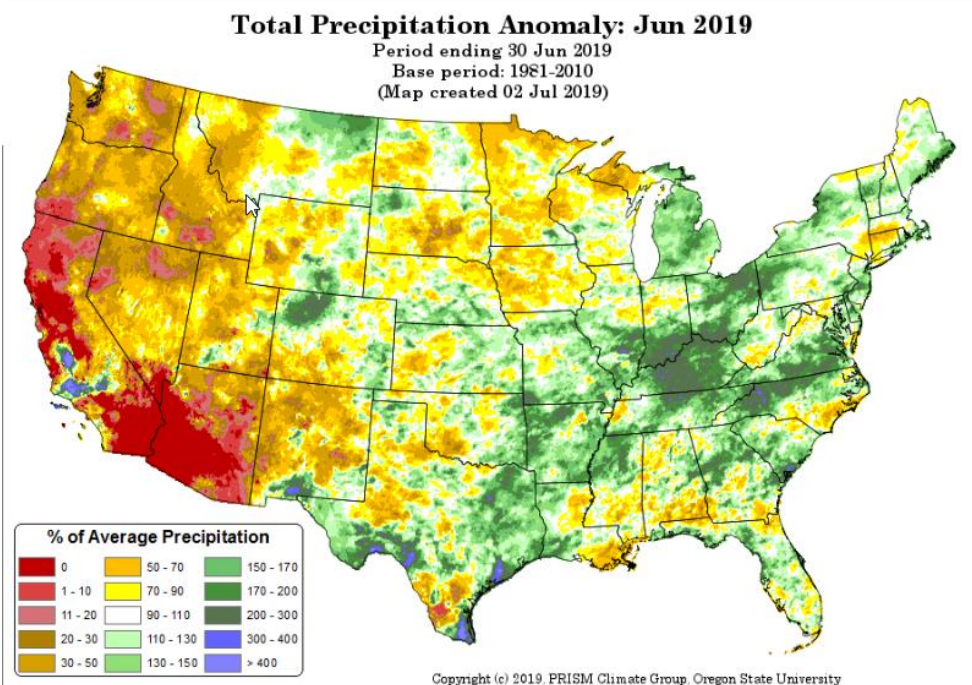 Total Precipitation Anomaly: Jun 2019
Period ending 30 Jun 2019
Base period: 1981-2010
(Map created 02 Jul 2019)
% of Average Precipitation
0
1 - 10
11 - 20
20 - 30
30 - 50
50 - 70
70 - 90
90 - 110
110 - 130
130 - 150
150 - 170
170 - 200
200 - 300
300 - 400
> 400
Copyright (c) 2019, PRISM Climate Group, Oregon State University